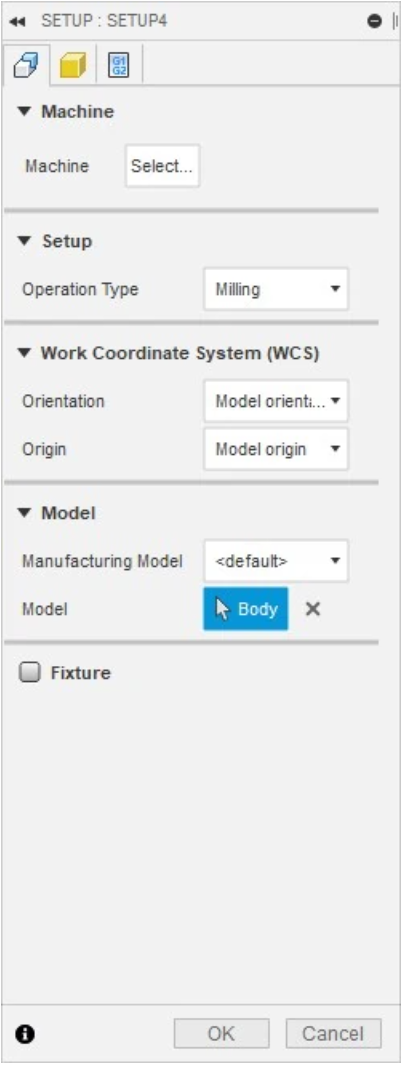 SETUP : SETUP4
G1
G2
Machine
Machine Select...
Setup
Operation Type Milling
Work Coordinate System (WCS)
Orientation Model orienta...
Origin Model origin
Model
Manufacturing Model <default>
Model Body
Fixture
OK Cancel